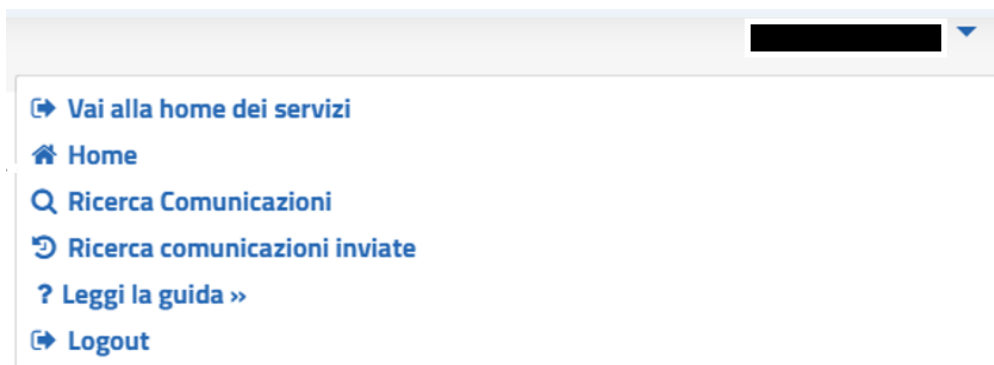 Vai alla home dei servizi
Home
Ricerca Comunicazioni
Ricerca comunicazioni inviate
? Leggi la guida »
Logout